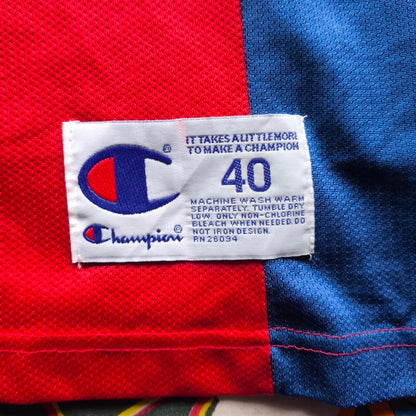 IT TAKES A LITTLE MORE
TO MAKE A CHAMPION
40
MACHINE WASH WARM
SEPARATELY. TUMBLE DRY
LOW. ONLY NON-CHLORINE
BLEACH WHEN NEEDED. DO
NOT IRON DESIGN.
RN 26094
Champion